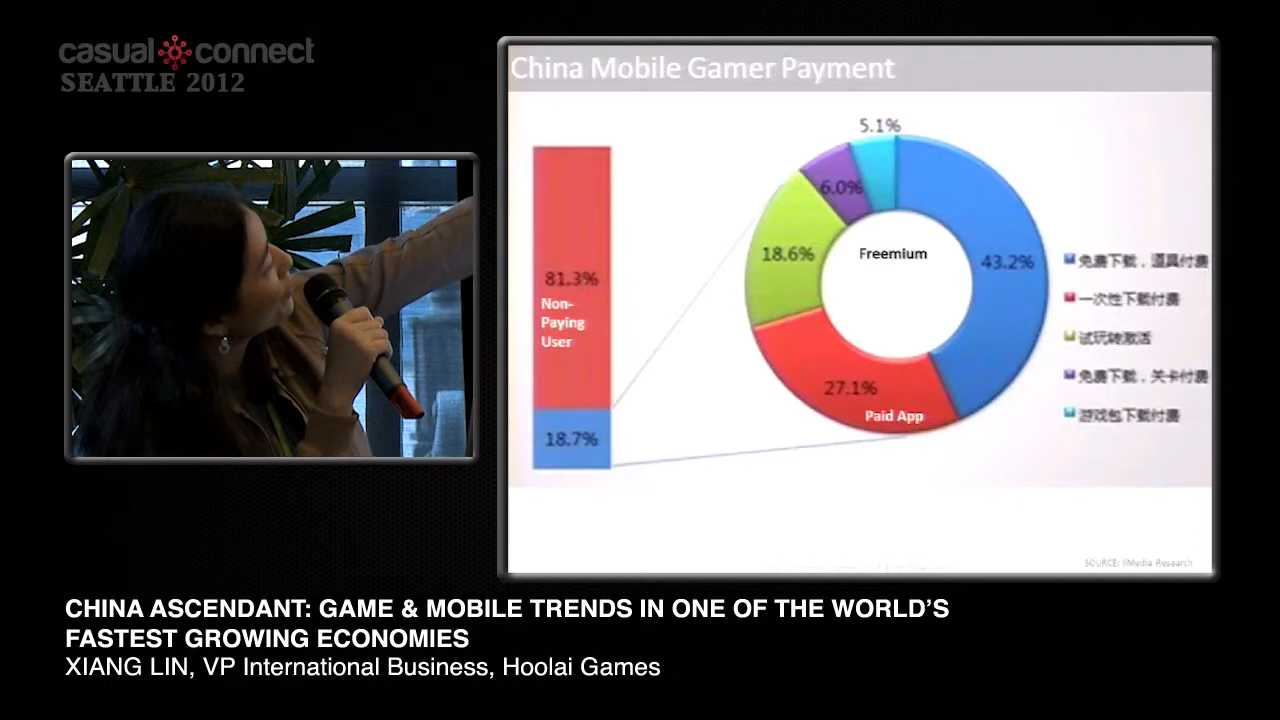 casual connect
SEATTLE 2012
China Mobile Gamer Payment
5.1%
6.0%
18.6%
Freemium
43.2%
81.3%
Non-
Paying
User
27.1%
Paid App
18.7%
免费下载，道具付费
一次性下载付费
试玩转激活
免费下载，关卡付费
游戏包下载付费
SOURCE: iiMedia Research
CHINA ASCENDANT: GAME & MOBILE TRENDS IN ONE OF THE WORLD'S
FASTEST GROWING ECONOMIES
XIANG LIN, VP International Business, Hoolai Games